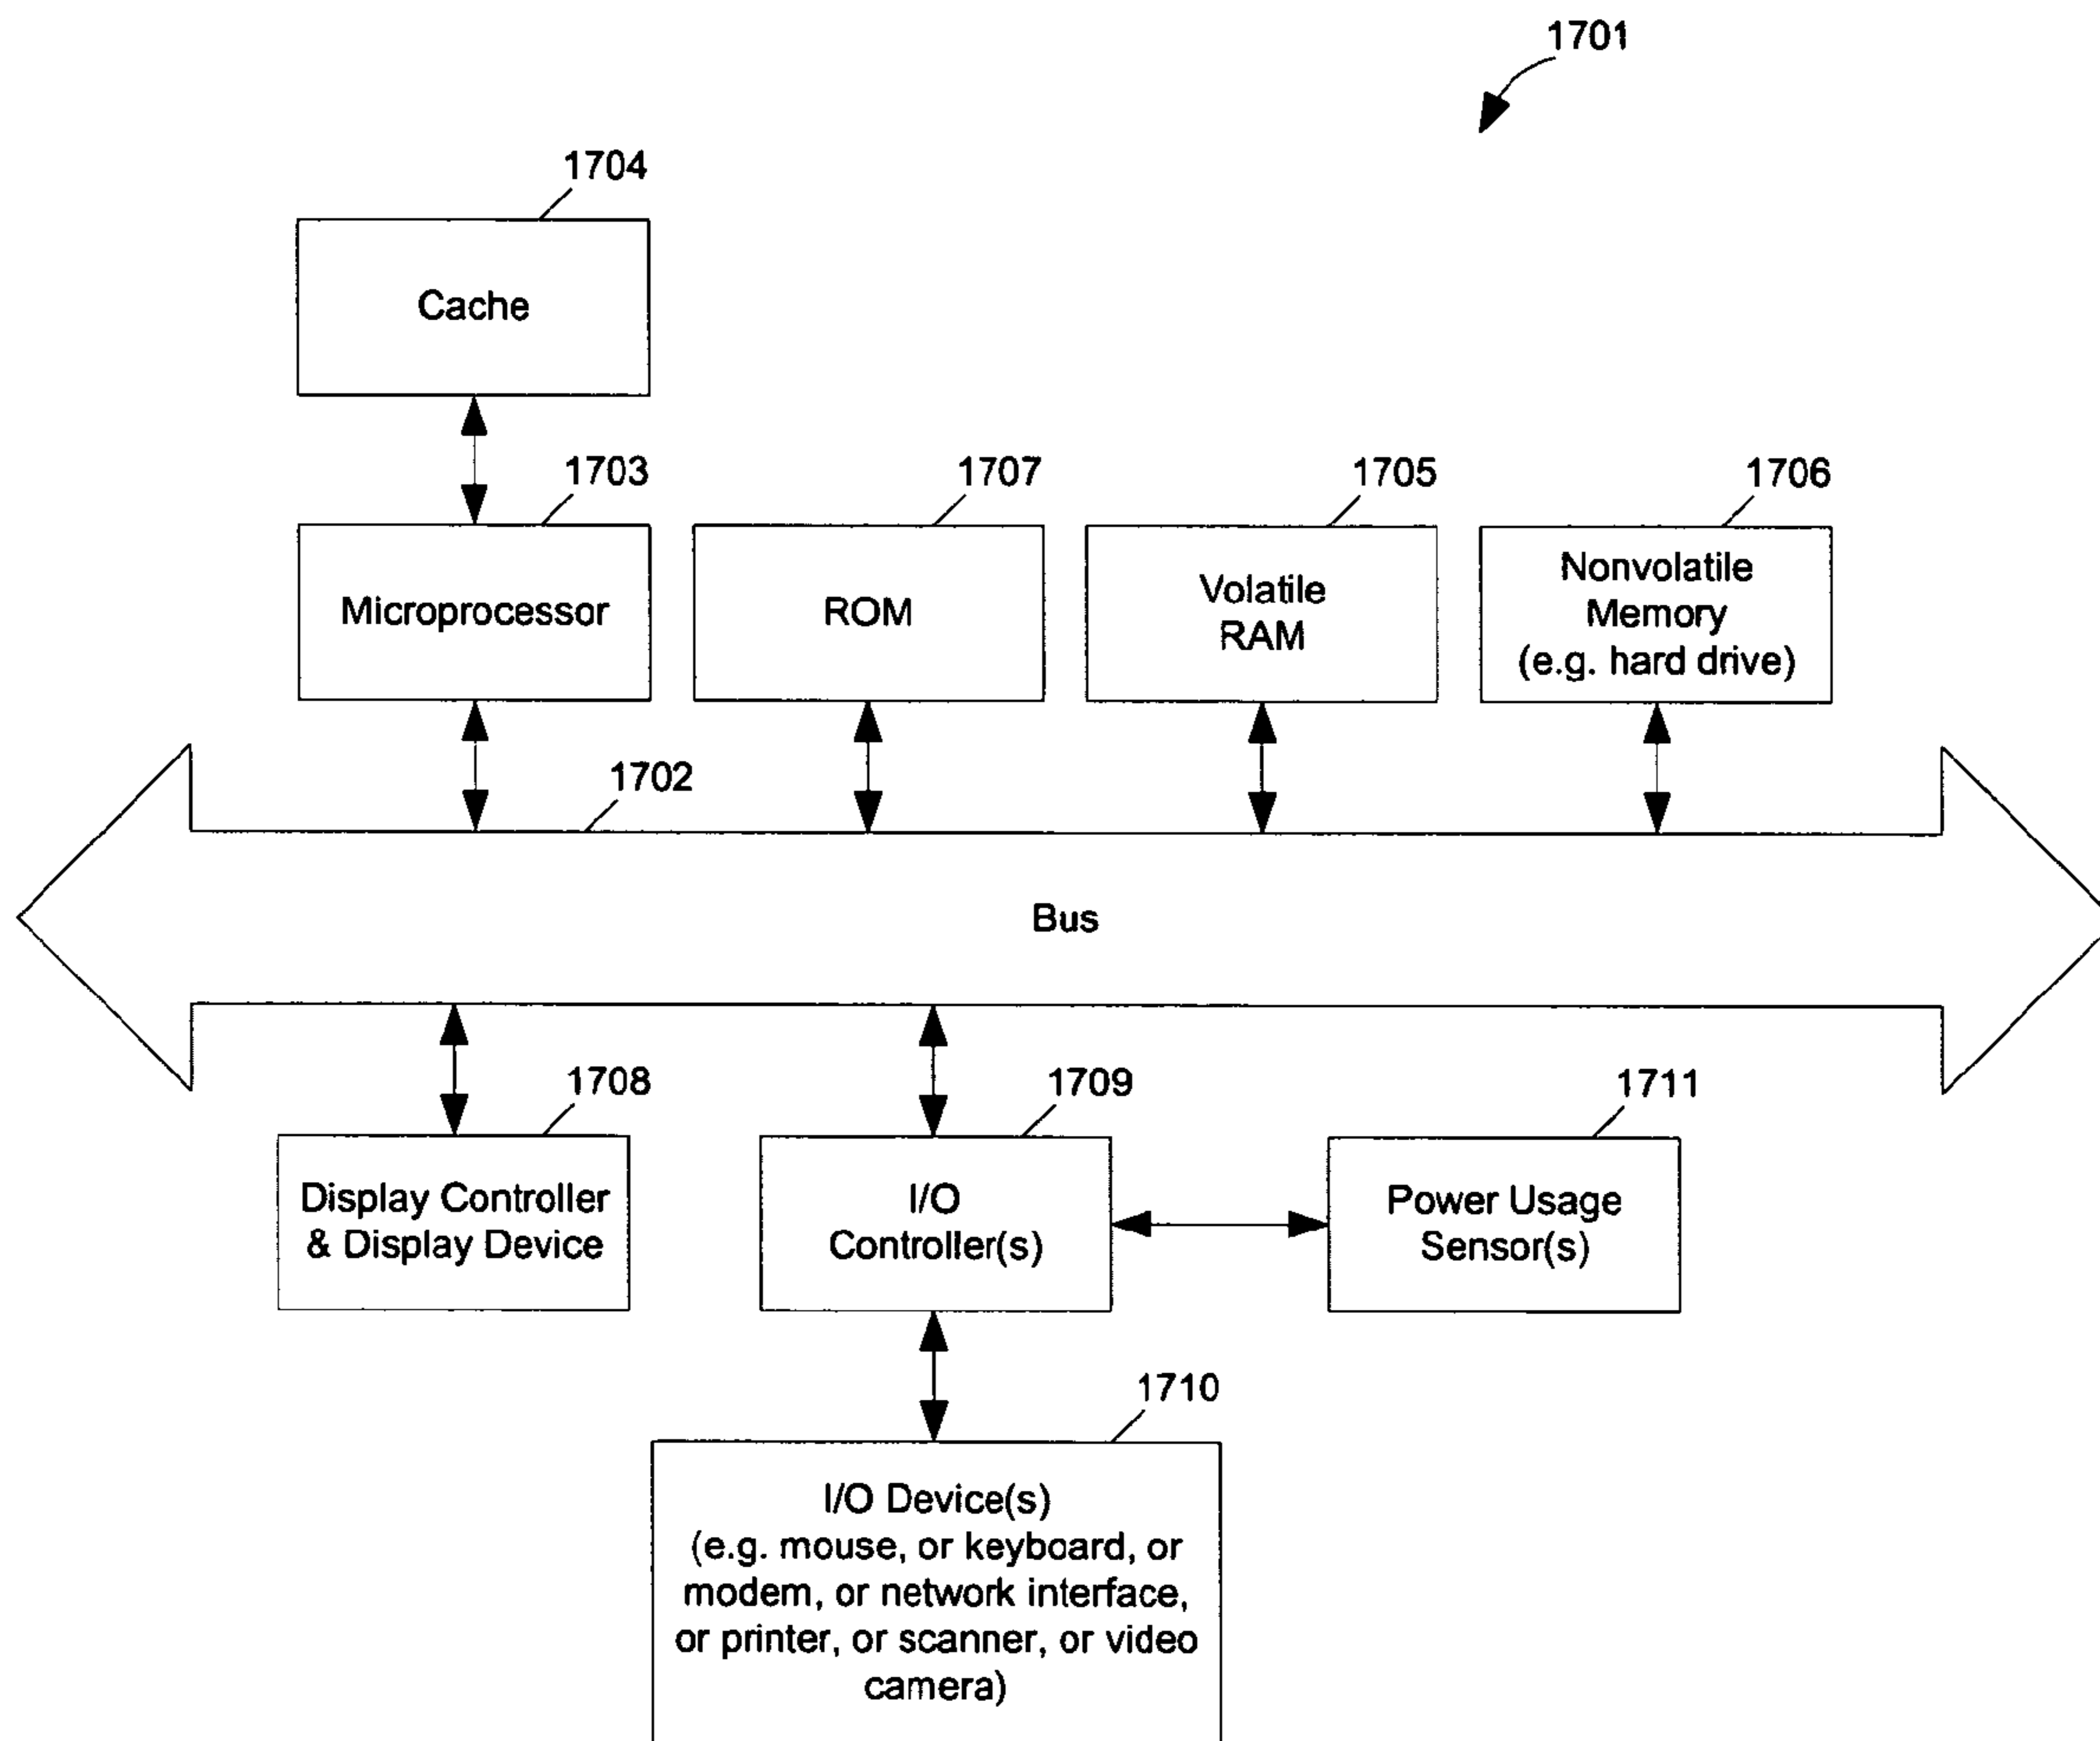 1701
1704
Cache
1703
1707
1705
1706
Microprocessor
ROM
Volatile
RAM
Nonvolatile
Memory
(e.g. hard drive)
1702
Bus
1708
1709
1711
Display Controller
& Display Device
I/O
Controller(s)
Power Usage
Sensor(s)
1710
I/O Device(s)
(e.g. mouse, or keyboard, or
modem, or network interface,
or printer, or scanner, or video
camera)